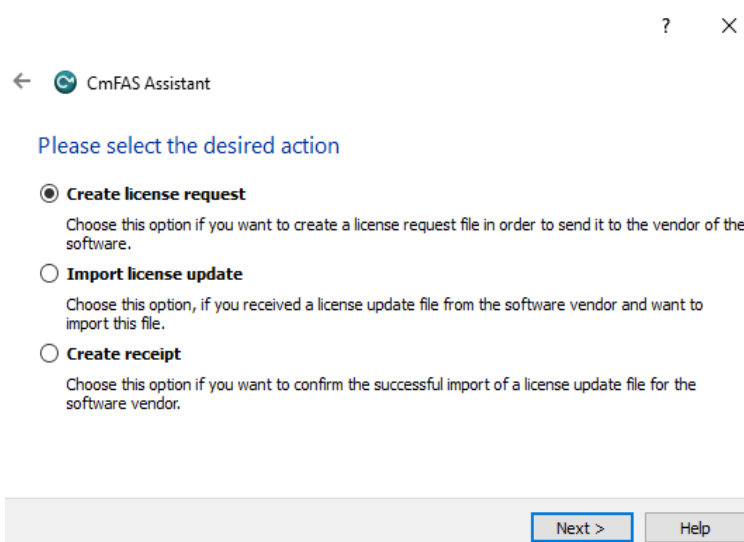 ?
CmFAS Assistant
Please select the desired action
Create license request
Choose this option if you want to create a license request file in order to send it to the vendor of the
software.
Import license update
Choose this option, if you received a license update file from the software vendor and want to
import this file.
Create receipt
Choose this option if you want to confirm the successful import of a license update file for the
software vendor.
Next > Help